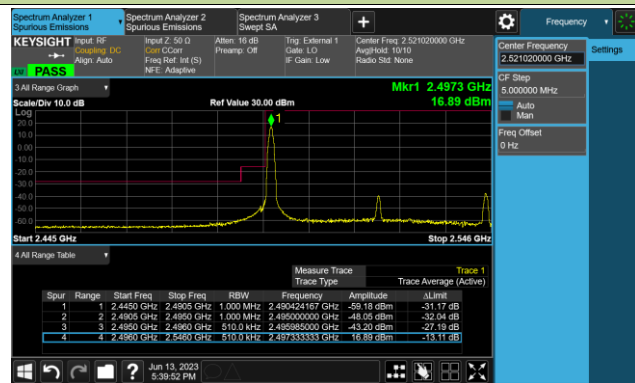 Spectrum Analyzer 1
Spurious Emissions
Spectrum Analyzer 2
Spurious Emissions
Spectrum Analyzer 3
Swept SA
Frequency
KEYSIGHT
Input: RF
Coupling: DC
Align: Auto
Input Z: 50 Ω
Corr CCorr
Freq Ref: Int (S)
NFE: Adaptive
Atten: 16 dB
Preamp: Off
Trig: External 1
Gate: LO
IF Gain: Low
Center Freq: 2.521020000 GHz
Avg|Hold: 10/10
Radio Std: None
PASS
Center Frequency
2.521020000 GHz
Settings
CF Step
5.000000 MHz
Auto
Man
Freq Offset
0 Hz
3 All Range Graph
Mkr1 2.4973 GHz
Scale/Div 10.0 dB
Ref Value 30.00 dBm
16.89 dBm
Log
20.0
10.0
0.00
-10.0
-20.0
-30.0
-40.0
-50.0
-60.0
1
Start 2.445 GHz
Stop 2.546 GHz
4 All Range Table
Measure Trace Trace 1
Trace Type Trace Average (Active)
Spur Range Start Freq Stop Freq RBW Frequency Amplitude ΔLimit
1 1 2.4450 GHz 2.4905 GHz 1.000 MHz 2.490424167 GHz -59.18 dBm -31.17 dB
2 2 2.4905 GHz 2.4950 GHz 1.000 MHz 2.495000000 GHz -48.05 dBm -32.04 dB
3 3 2.4950 GHz 2.4960 GHz 510.0 kHz 2.495985000 GHz -43.20 dBm -27.19 dB
4 4 2.4960 GHz 2.5460 GHz 510.0 kHz 2.497333333 GHz 16.89 dBm -13.11 dB
?
Jun 13, 2023
5:39:52 PM